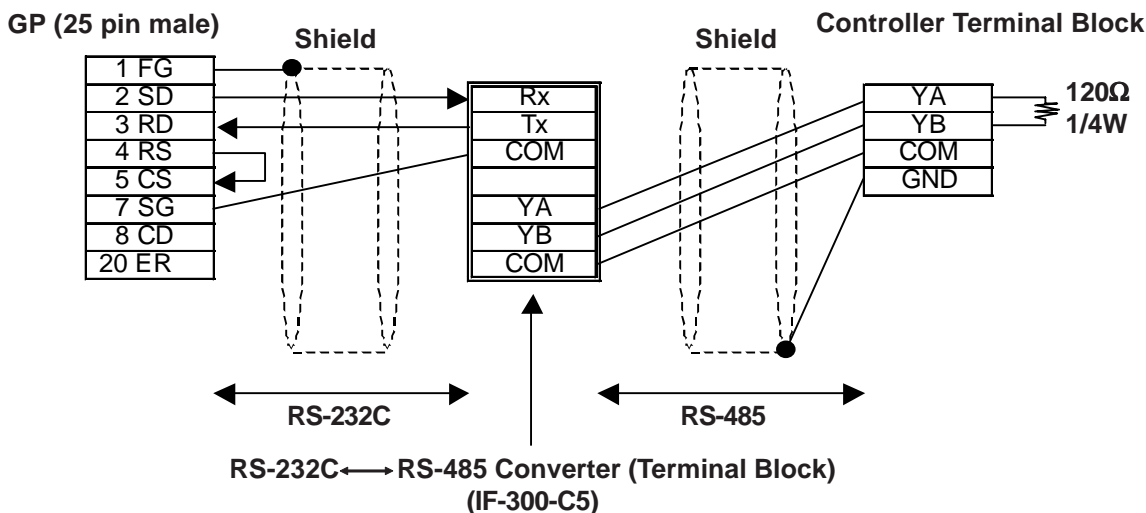 GP (25 pin male)
Shield
Shield
Controller Terminal Block
1 FG
2 SD
3 RD
4 RS
5 CS
7 SG
8 CD
20 ER
Rx
Tx
COM
YA
YB
COM
YA
YB
COM
GND
120Ω
1/4W
RS-232C
RS-485
RS-232C ⟷ RS-485 Converter (Terminal Block)
(IF-300-C5)